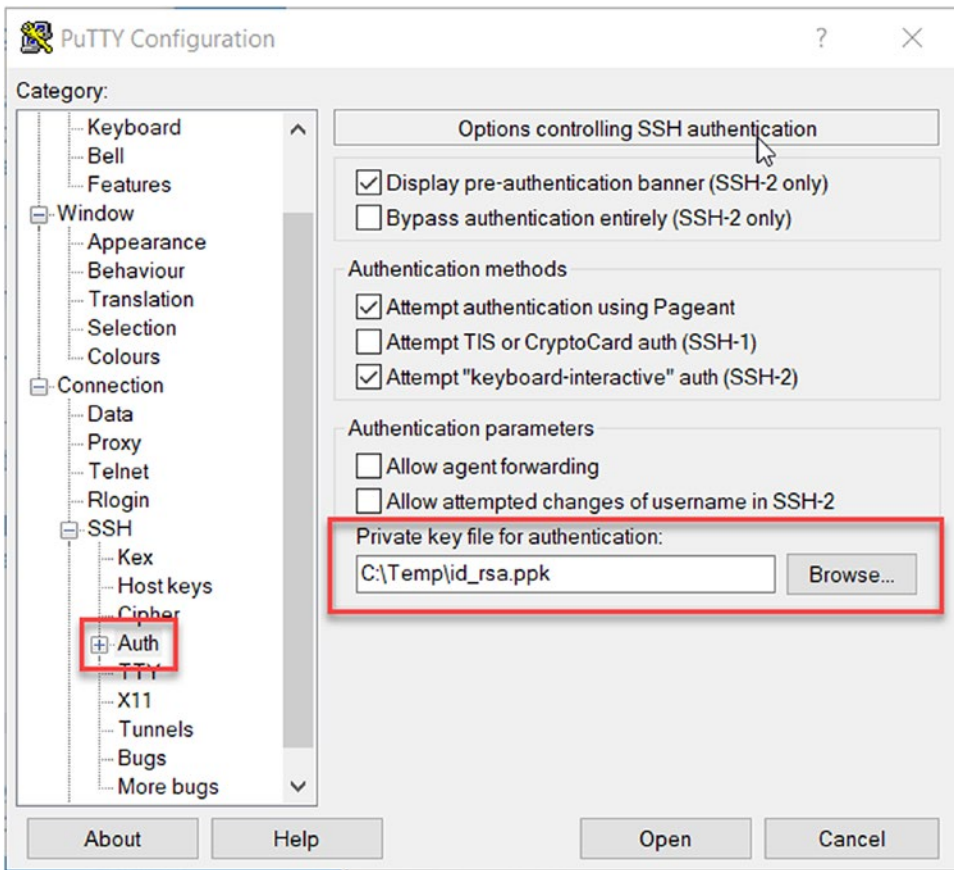 PuTTY Configuration
?
Category:
Keyboard
Bell
Features
Window
Appearance
Behaviour
Translation
Selection
Colours
Connection
Data
Proxy
Telnet
Rlogin
SSH
Kex
Host keys
Cipher
Auth
TTY
X11
Tunnels
Bugs
More bugs
Options controlling SSH authentication
Display pre-authentication banner (SSH-2 only)
Bypass authentication entirely (SSH-2 only)
Authentication methods
Attempt authentication using Pageant
Attempt TIS or CryptoCard auth (SSH-1)
Attempt "keyboard-interactive" auth (SSH-2)
Authentication parameters
Allow agent forwarding
Allow attempted changes of username in SSH-2
Private key file for authentication:
C:\Temp\id_rsa.ppk
Browse...
About
Help
Open
Cancel